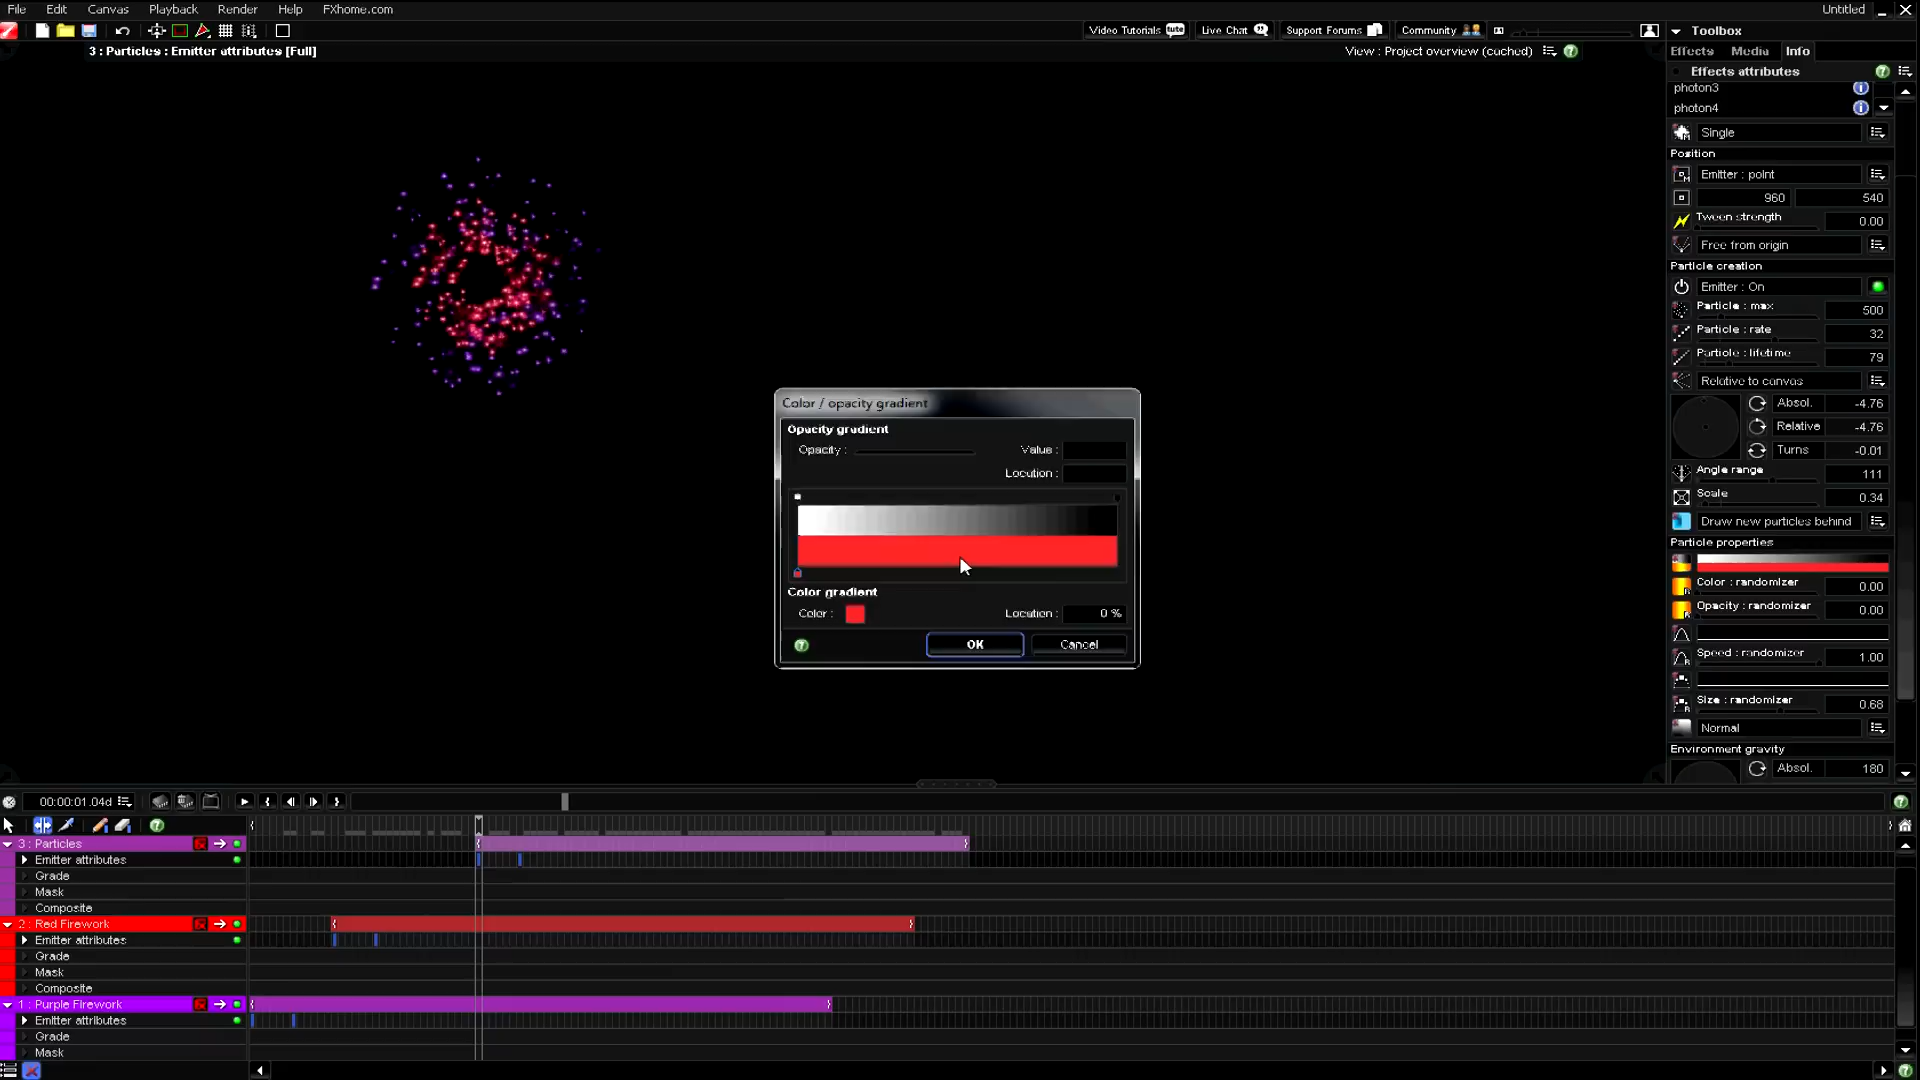 File Edit Canvas Playback Render Help FXhome.com Untitled
Video Tutorials tute Live Chat Support Forums Community Toolbox
3 : Particles : Emitter attributes [Full] View : Project overview (cached) Effects Media Info
Effects attributes
photon3
photon4
Single
Position
Emitter : point
960 540
Tween strength 0.00
Free from origin
Particle creation
Emitter : On
Particle : max 500
Particle : rate 32
Particle : lifetime 79
Relative to canvas
Absol. -4.76
Relative -4.76
Turns -0.01
Angle range 111
Scale 0.34
Draw new particles behind
Particle properties
Color : randomizer 0.00
Opacity : randomizer 0.00
Speed : randomizer 1.00
Size : randomizer 0.68
Normal
Environment gravity
Absol. 180
Color / opacity gradient
Opacity gradient
Opacity : Value :
Location :
Color gradient
Color : Location : 0 %
OK Cancel
00:00:01.04d
3 : Particles
Emitter attributes
Grade
Mask
Composite
2 : Red Firework
Emitter attributes
Grade
Mask
Composite
1 : Purple Firework
Emitter attributes
Grade
Mask